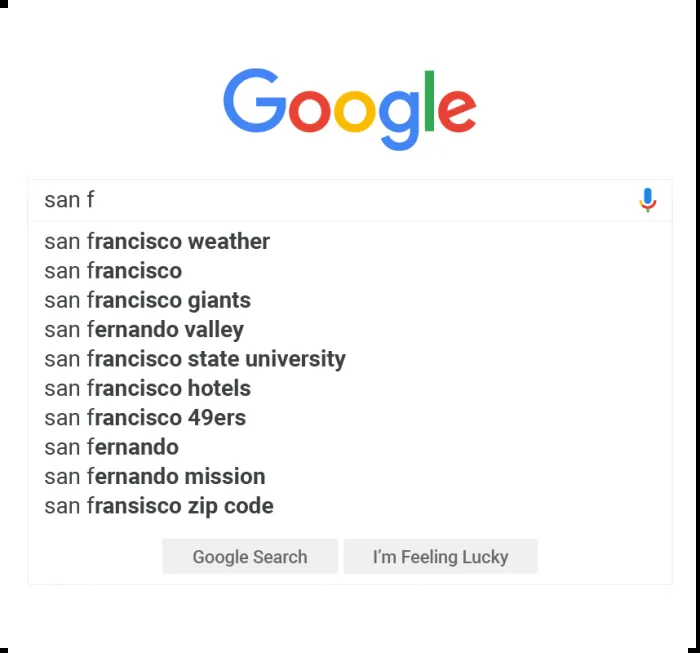 Google
san f
san francisco weather
san francisco
san francisco giants
san fernando valley
san francisco state university
san francisco hotels
san francisco 49ers
san fernando
san fernando mission
san fransisco zip code
Google Search
I’m Feeling Lucky